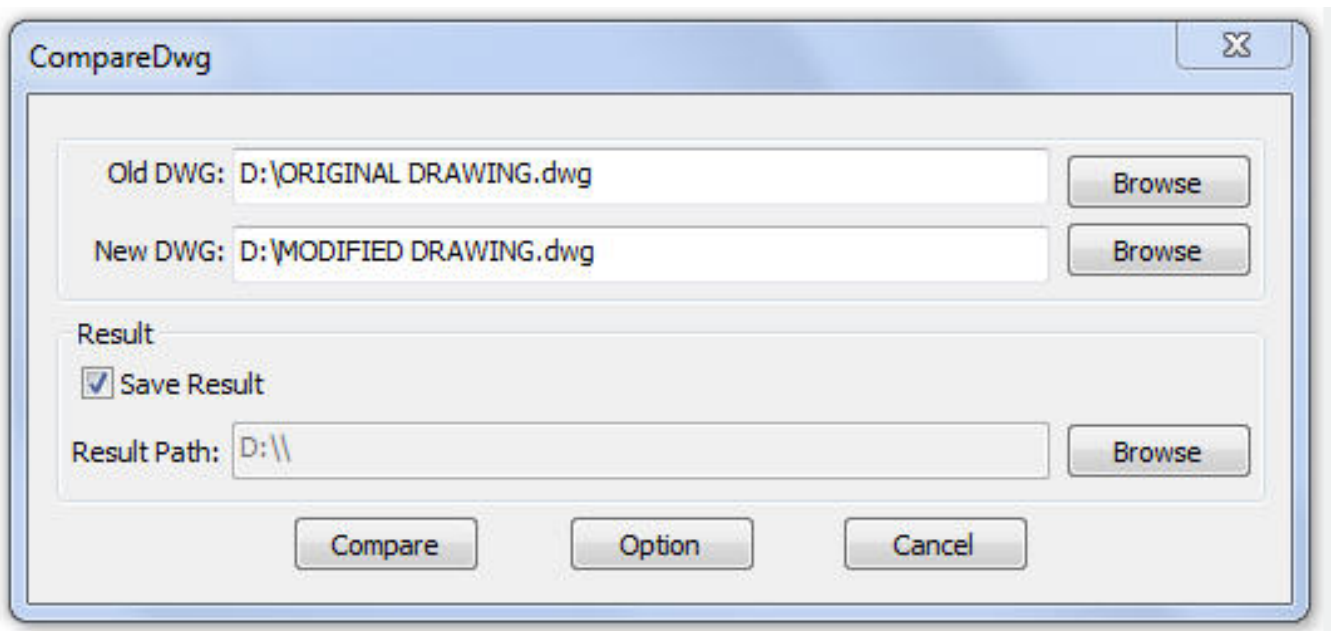 CompareDwg
Old DWG: D:\ORIGINAL DRAWING.dwg Browse
New DWG: D:\MODIFIED DRAWING.dwg Browse
Result
Save Result
Result Path: D:\\ Browse
Compare Option Cancel